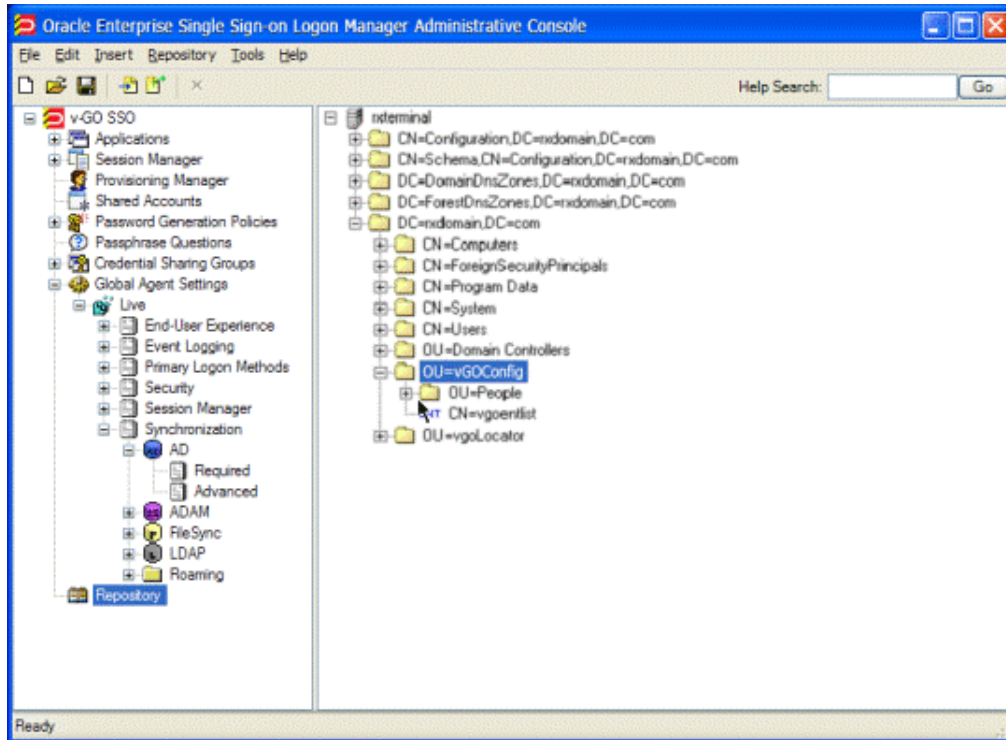 Oracle Enterprise Single Sign-on Logon Manager Administrative Console
File Edit Insert Repository Tools Help
Help Search: Go
v-GO SSO
Applications
Session Manager
Provisioning Manager
Shared Accounts
Password Generation Policies
Passphrase Questions
Credential Sharing Groups
Global Agent Settings
Live
End-User Experience
Event Logging
Primary Logon Methods
Security
Session Manager
Synchronization
AD
Required
Advanced
ADAM
FileSync
LDAP
Roaming
Repository
rxterminal
CN=Configuration,DC=rxdomain,DC=com
CN=Schema,CN=Configuration,DC=rxdomain,DC=com
DC=DomainDnsZones,DC=rxdomain,DC=com
DC=ForestDnsZones,DC=rxdomain,DC=com
DC=rxdomain,DC=com
CN=Computers
CN=ForeignSecurityPrincipals
CN=Program Data
CN=System
CN=Users
OU=Domain Controllers
OU=vGOConfig
OU=People
CN=vgoentlist
OU=vgoLocator
Ready